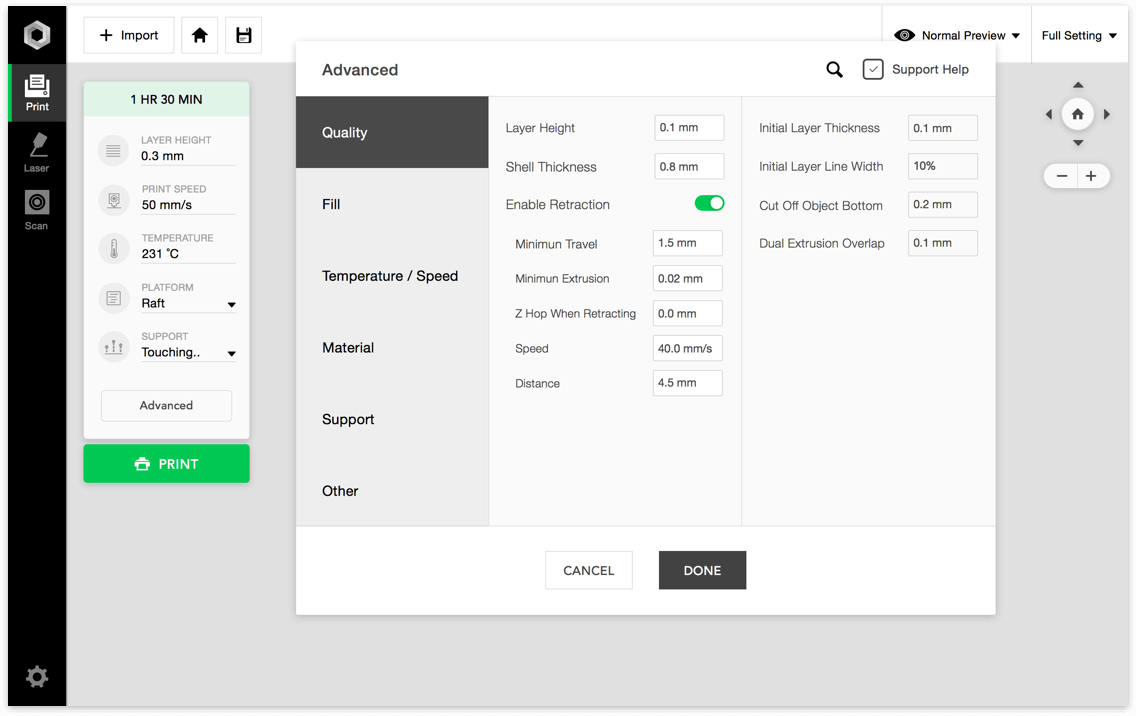 Import
Normal Preview
Full Setting
Print
Laser
Scan
1 HR 30 MIN
LAYER HEIGHT
0.3 mm
PRINT SPEED
50 mm/s
TEMPERATURE
231 ˚C
PLATFORM
Raft
SUPPORT
Touching..
Advanced
PRINT
Advanced
Support Help
Quality
Fill
Temperature / Speed
Material
Support
Other
Layer Height 0.1 mm
Shell Thickness 0.8 mm
Enable Retraction
Minimun Travel 1.5 mm
Minimun Extrusion 0.02 mm
Z Hop When Retracting 0.0 mm
Speed 40.0 mm/s
Distance 4.5 mm
Initial Layer Thickness 0.1 mm
Initial Layer Line Width 10%
Cut Off Object Bottom 0.2 mm
Dual Extrusion Overlap 0.1 mm
CANCEL
DONE